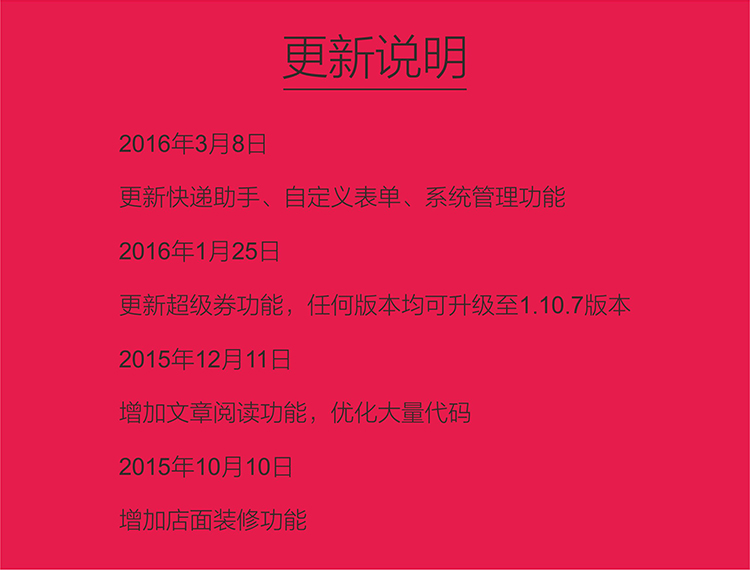 更新说明
2016年3月8日
更新快递助手、自定义表单、系统管理功能
2016年1月25日
更新超级券功能，任何版本均可升级至1.10.7版本
2015年12月11日
增加文章阅读功能，优化大量代码
2015年10月10日
增加店面装修功能